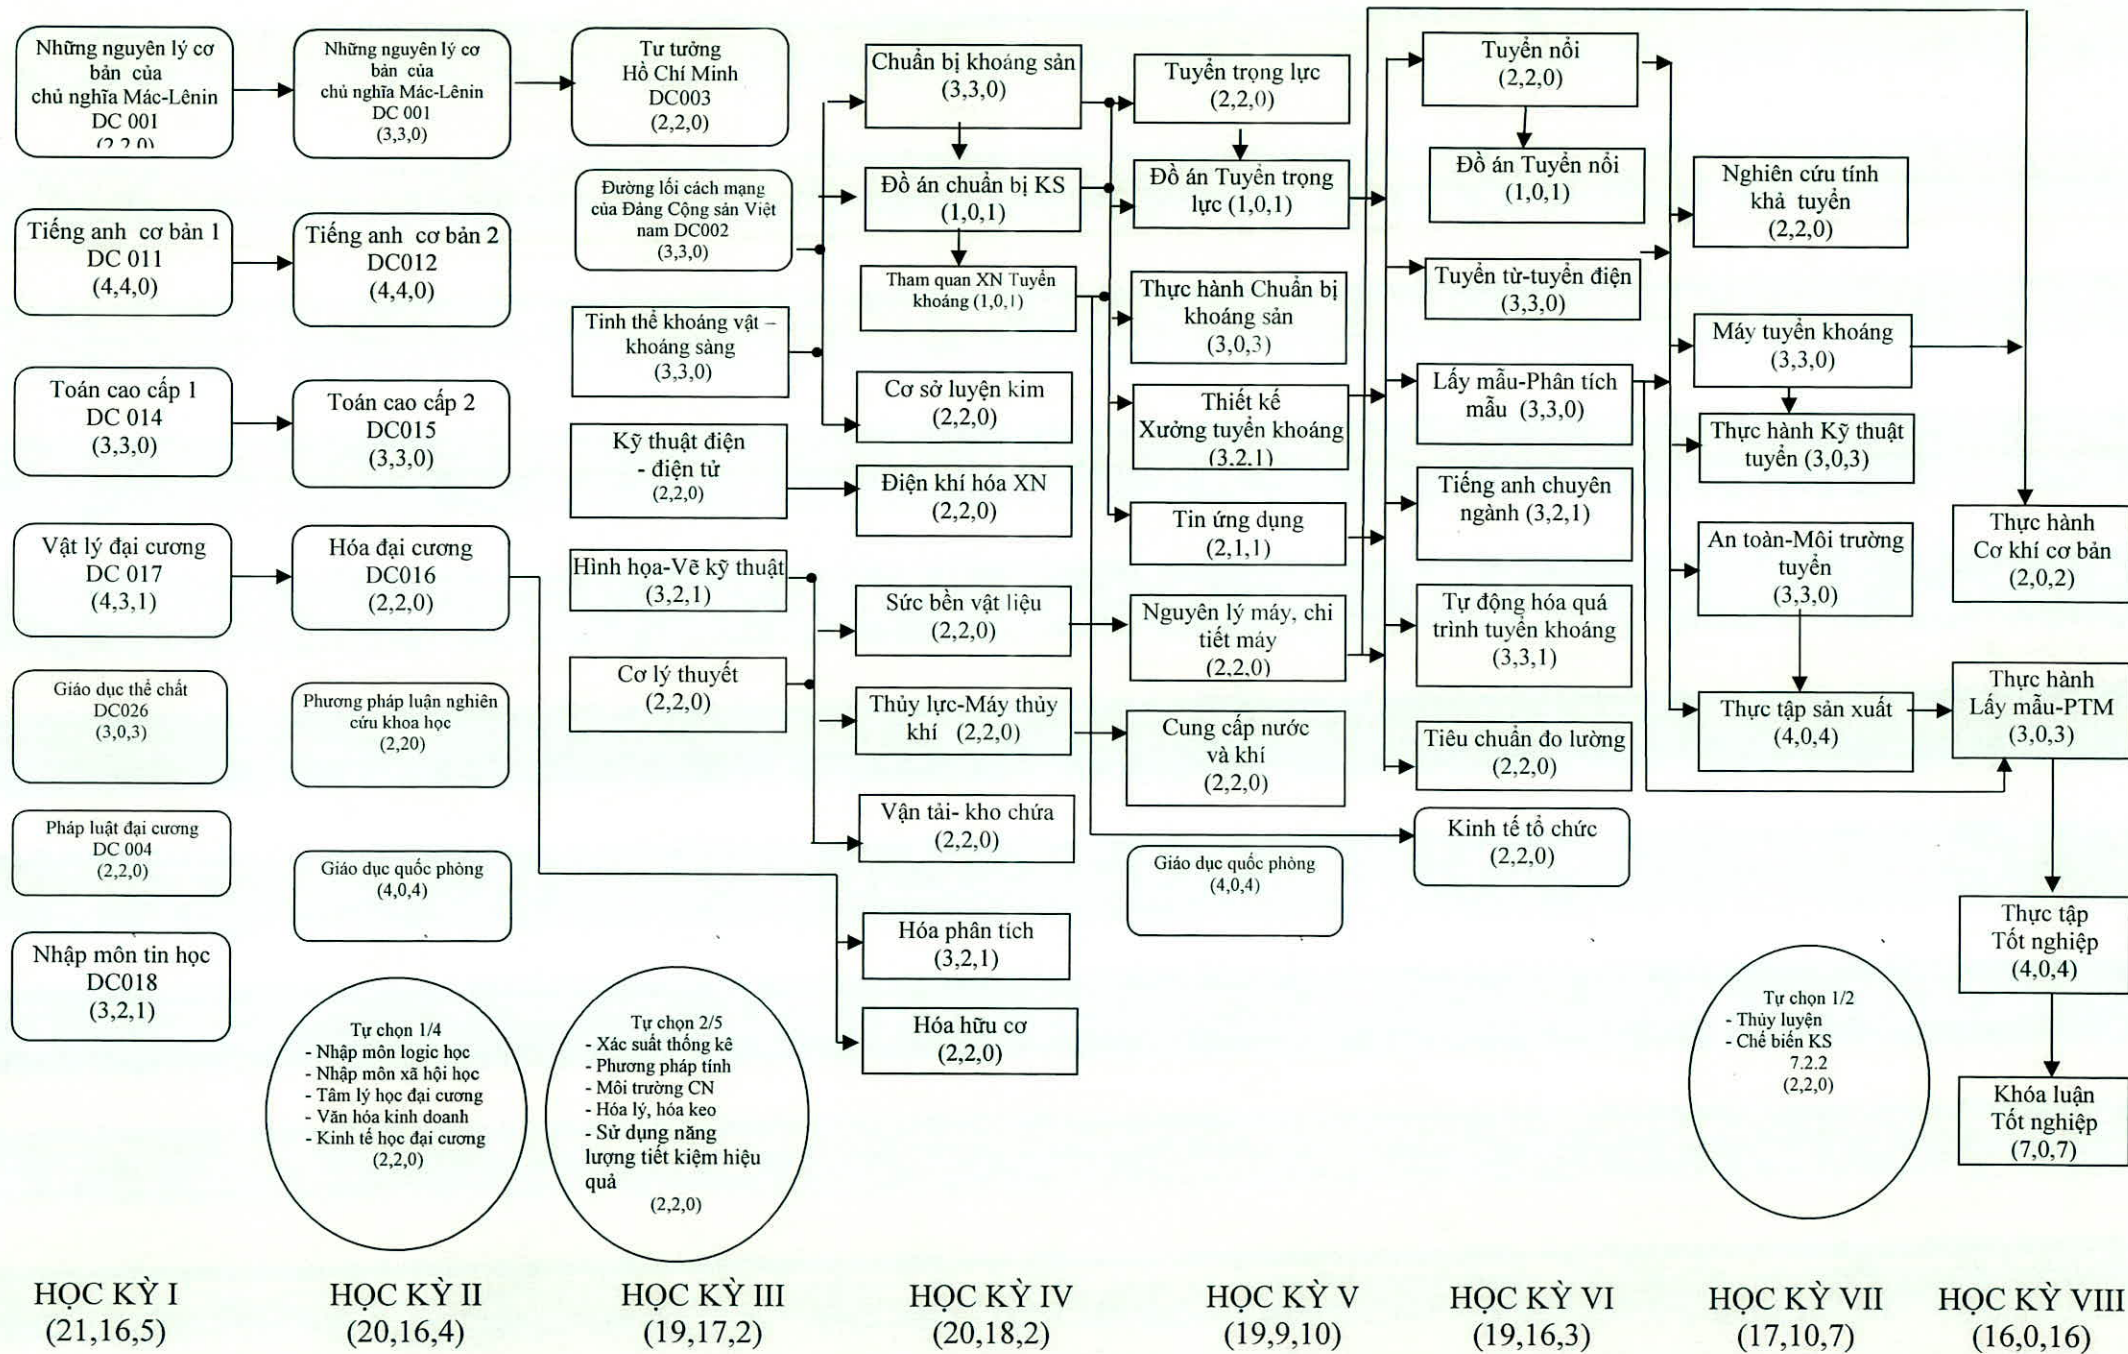 Những nguyên lý cơ
bản của
chủ nghĩa Mác-Lênin
DC 001
(2,2,0)
Tiếng anh cơ bản 1
DC 011
(4,4,0)
Toán cao cấp 1
DC 014
(3,3,0)
Vật lý đại cương
DC 017
(4,3,1)
Giáo dục thể chất
DC026
(3,0,3)
Pháp luật đại cương
DC 004
(2,2,0)
Nhập môn tin học
DC018
(3,2,1)
HỌC KỲ I
(21,16,5)
Những nguyên lý cơ
bản của
chủ nghĩa Mác-Lênin
DC 001
(3,3,0)
Tiếng anh cơ bản 2
DC012
(4,4,0)
Toán cao cấp 2
DC015
(3,3,0)
Hóa đại cương
DC016
(2,2,0)
Phương pháp luận nghiên
cứu khoa học
(2,20)
Giáo dục quốc phòng
(4,0,4)
Tự chọn 1/4
- Nhập môn logic học
- Nhập môn xã hội học
- Tâm lý học đại cương
- Văn hóa kinh doanh
- Kinh tế học đại cương
(2,2,0)
HỌC KỲ II
(20,16,4)
Tư tưởng
Hồ Chí Minh
DC003
(2,2,0)
Đường lối cách mạng
của Đảng Cộng sản Việt
nam DC002
(3,3,0)
Tinh thể khoáng vật –
khoáng sàng
(3,3,0)
Kỹ thuật điện
- điện tử
(2,2,0)
Hình họa-Vẽ kỹ thuật
(3,2,1)
Cơ lý thuyết
(2,2,0)
Tự chọn 2/5
- Xác suất thống kê
- Phương pháp tính
- Môi trường CN
- Hóa lý, hóa keo
- Sử dụng năng
lượng tiết kiệm hiệu
quả
(2,2,0)
HỌC KỲ III
(19,17,2)
Chuẩn bị khoáng sản
(3,3,0)
Đồ án chuẩn bị KS
(1,0,1)
Tham quan XN Tuyển
khoáng (1,0,1)
Cơ sở luyện kim
(2,2,0)
Điện khí hóa XN
(2,2,0)
Sức bền vật liệu
(2,2,0)
Thủy lực-Máy thủy
khí (2,2,0)
Vận tải- kho chứa
(2,2,0)
Hóa phân tích
(3,2,1)
Hóa hữu cơ
(2,2,0)
HỌC KỲ IV
(20,18,2)
Tuyển trọng lực
(2,2,0)
Đồ án Tuyển trọng
lực (1,0,1)
Thực hành Chuẩn bị
khoáng sản
(3,0,3)
Thiết kế
Xưởng tuyển khoáng
(3,2,1)
Tin ứng dụng
(2,1,1)
Nguyên lý máy, chi
tiết máy
(2,2,0)
Cung cấp nước
và khí
(2,2,0)
Giáo dục quốc phòng
(4,0,4)
HỌC KỲ V
(19,9,10)
Tuyển nổi
(2,2,0)
Đồ án Tuyển nổi
(1,0,1)
Tuyển từ-tuyển điện
(3,3,0)
Lấy mẫu-Phân tích
mẫu (3,3,0)
Tiếng anh chuyên
ngành (3,2,1)
Tự động hóa quá
trình tuyển khoáng
(3,3,1)
Tiêu chuẩn đo lường
(2,2,0)
Kinh tế tổ chức
(2,2,0)
HỌC KỲ VI
(19,16,3)
Nghiên cứu tính
khả tuyển
(2,2,0)
Máy tuyển khoáng
(3,3,0)
Thực hành Kỹ thuật
tuyển (3,0,3)
An toàn-Môi trường
tuyển
(3,3,0)
Thực tập sản xuất
(4,0,4)
Tự chọn 1/2
- Thủy luyện
- Chế biến KS
7.2.2
(2,2,0)
HỌC KỲ VII
(17,10,7)
Thực hành
Cơ khí cơ bản
(2,0,2)
Thực hành
Lấy mẫu-PTM
(3,0,3)
Thực tập
Tốt nghiệp
(4,0,4)
Khóa luận
Tốt nghiệp
(7,0,7)
HỌC KỲ VIII
(16,0,16)